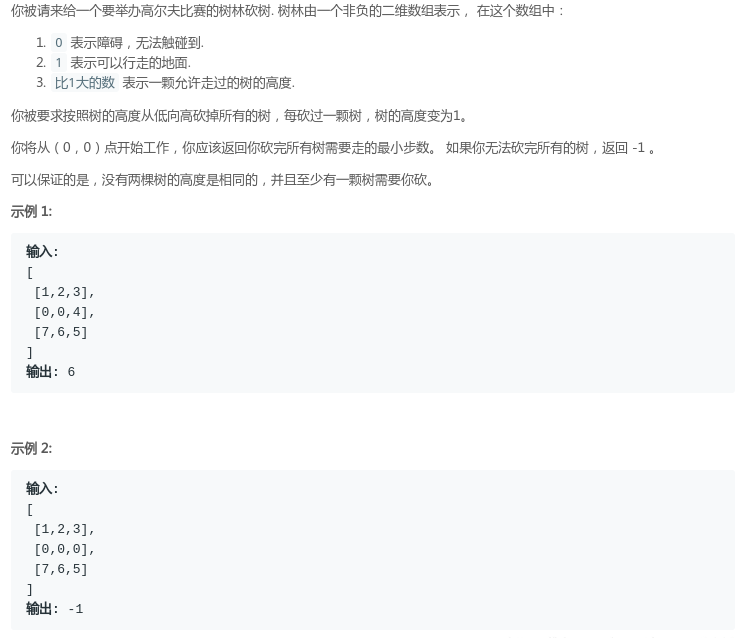 你被请来给一个要举办高尔夫比赛的树林砍树. 树林由一个非负的二维数组表示， 在这个数组中：
1. 0 表示障碍，无法触碰到.
2. 1 表示可以行走的地面.
3. 比1大的数 表示一颗允许走过的树的高度.
你被要求按照树的高度从低向高砍掉所有的树，每砍过一颗树，树的高度变为1。
你将从（0，0）点开始工作，你应该返回你砍完所有树需要走的最小步数。 如果你无法砍完所有的树，返回 -1 。
可以保证的是，没有两棵树的高度是相同的，并且至少有一颗树需要你砍。
示例 1:
输入:
[
[1,2,3],
[0,0,4],
[7,6,5]
]
输出: 6
示例 2:
输入:
[
[1,2,3],
[0,0,0],
[7,6,5]
]
输出: -1